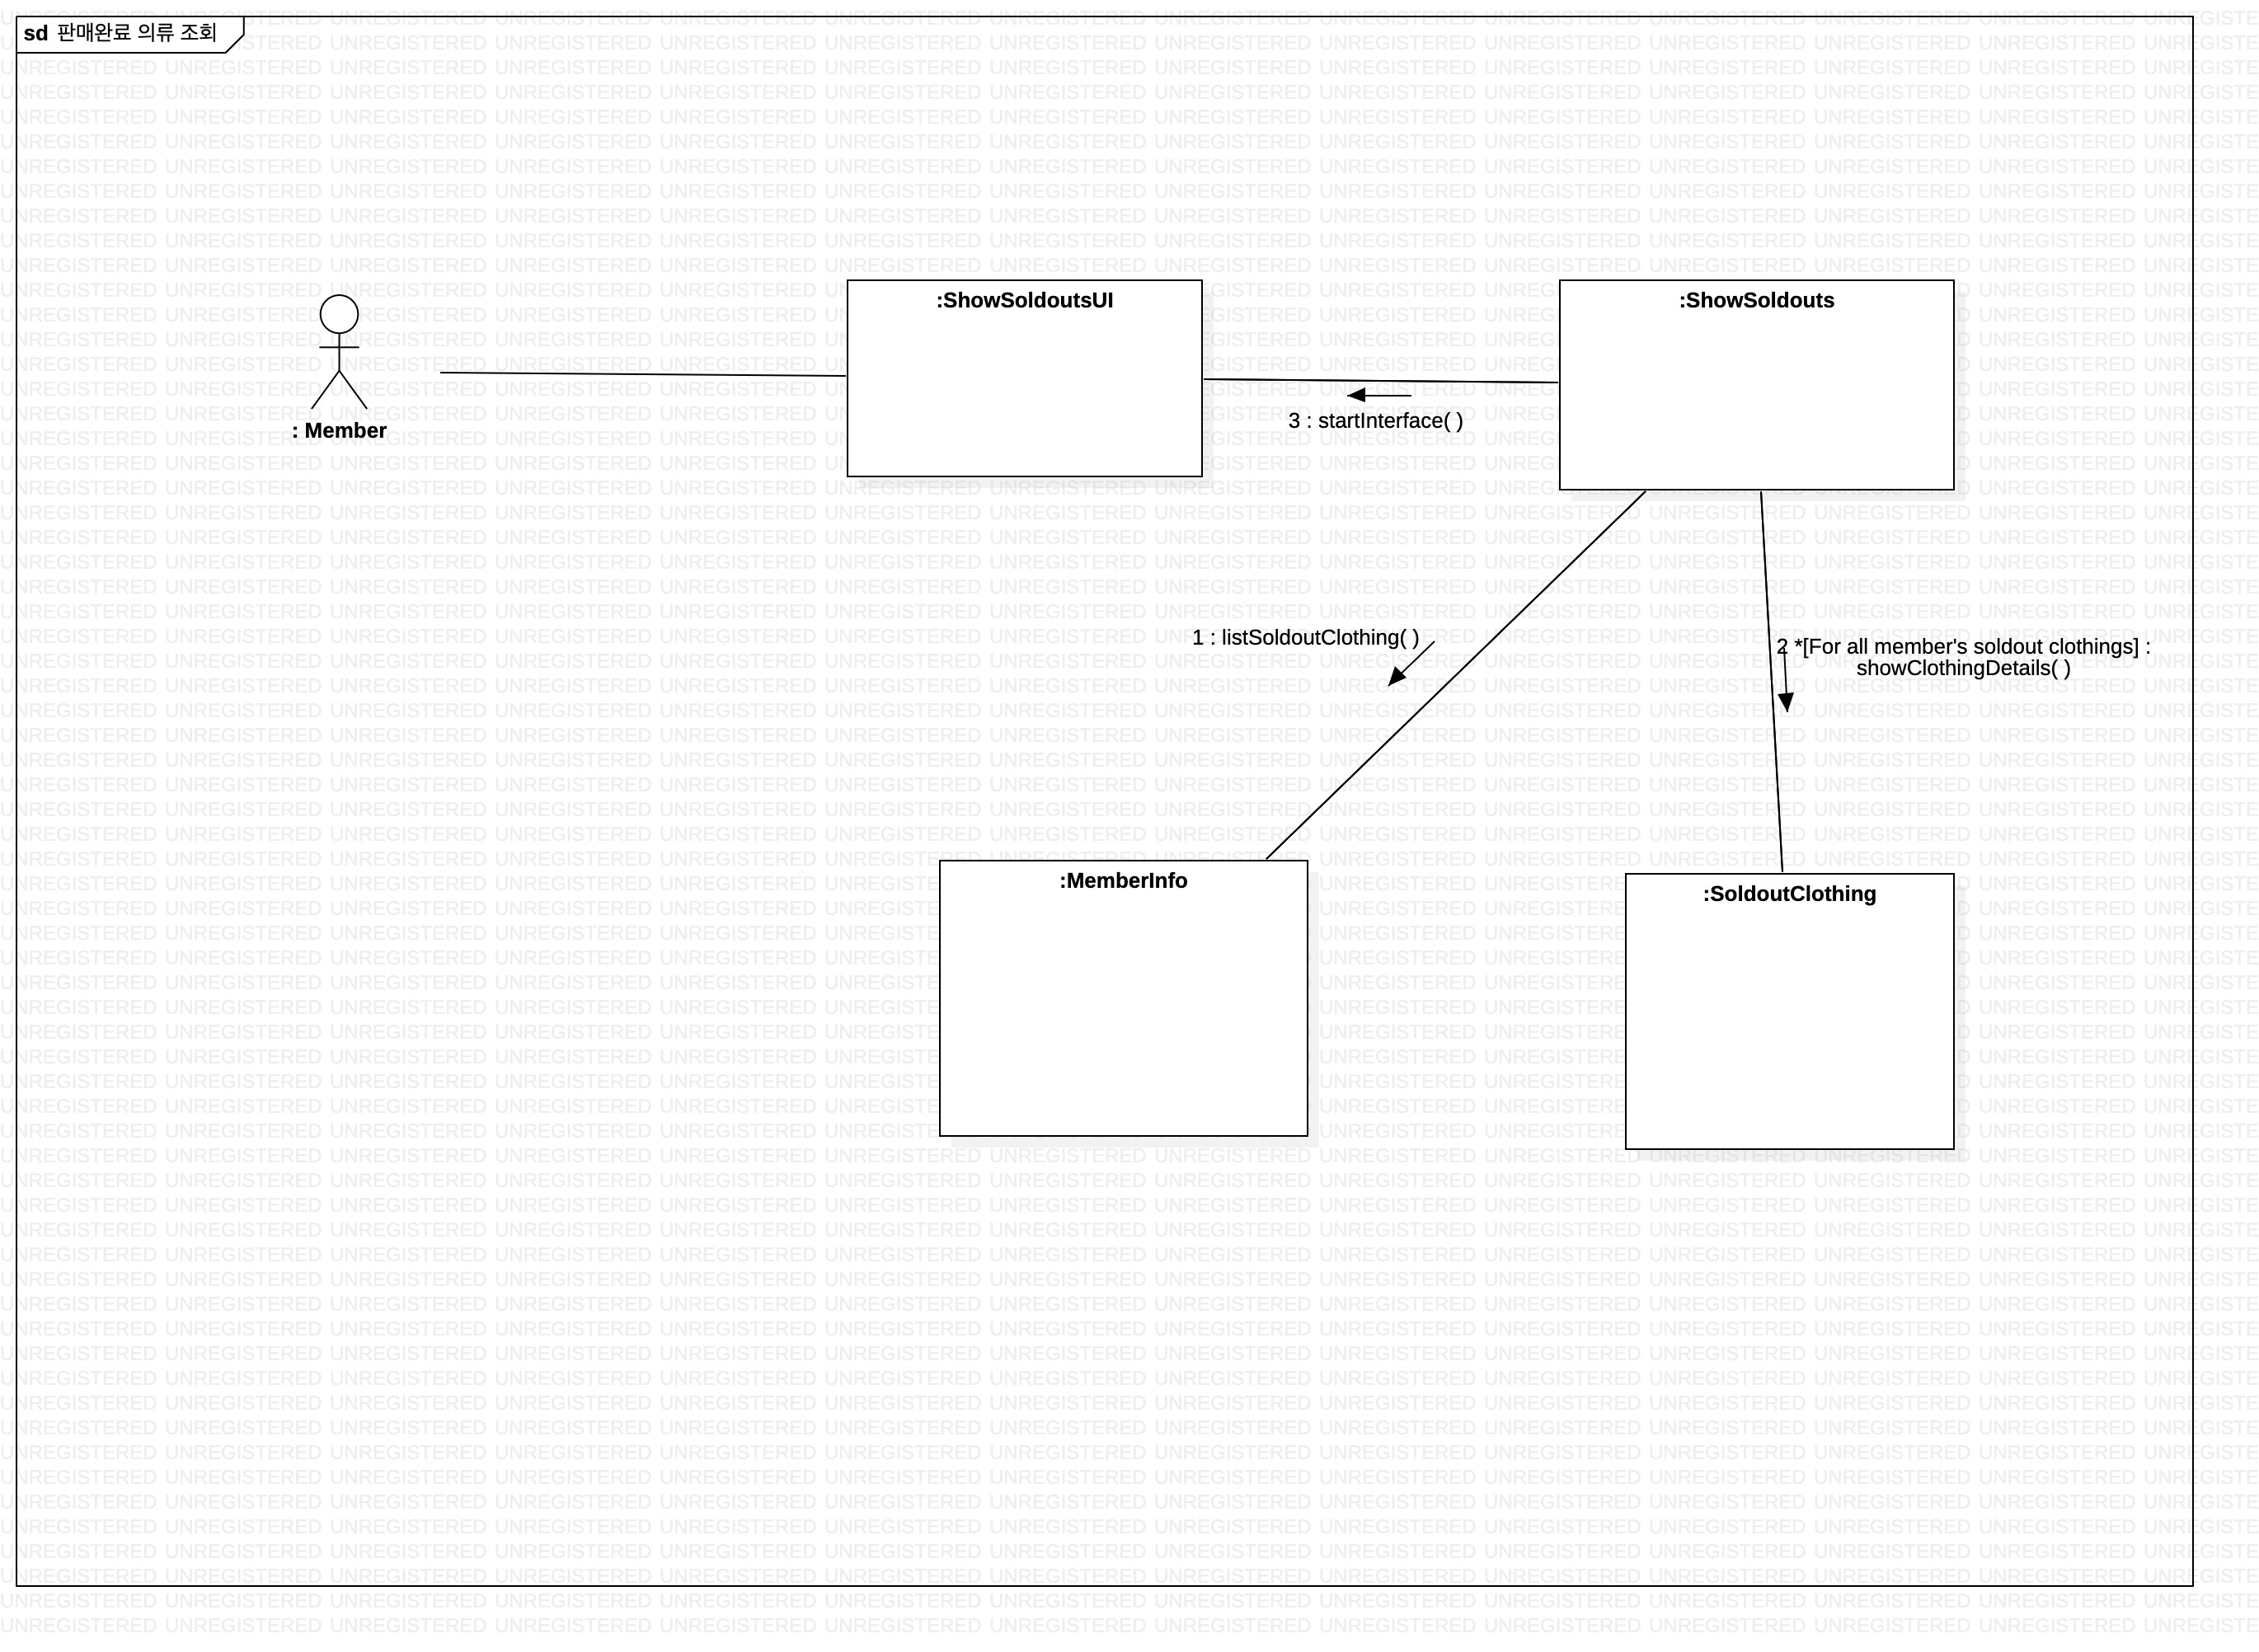 sd 판매완료 의류 조회
:ShowSoldoutsUI
:ShowSoldouts
3 : startInterface( )
: Member
1 : listSoldoutClothing( )
2 *[For all member's soldout clothings] :
showClothingDetails( )
:MemberInfo
:SoldoutClothing
UNREGISTERED